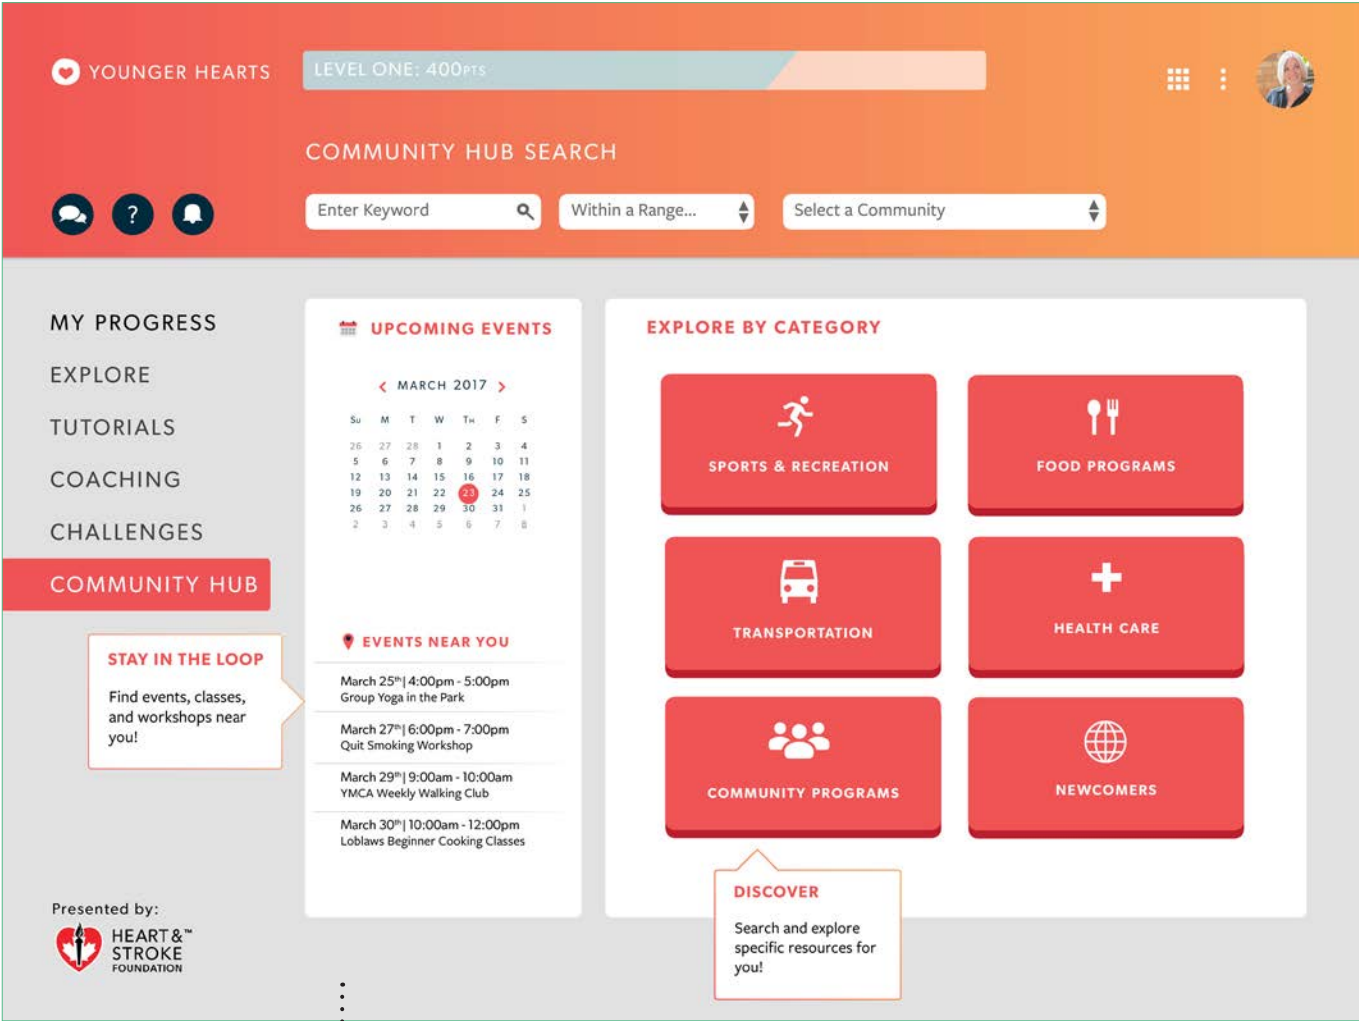 YOUNGER HEARTS
LEVEL ONE: 400PTS
COMMUNITY HUB SEARCH
?
Enter Keyword
Within a Range...
Select a Community
MY PROGRESS
EXPLORE
TUTORIALS
COACHING
CHALLENGES
COMMUNITY HUB
STAY IN THE LOOP
Find events, classes,
and workshops near
you!
Presented by:
HEART &™
STROKE
FOUNDATION
UPCOMING EVENTS
< MARCH 2017 >
Su M T W Th F S
26 27 28 1 2 3 4
5 6 7 8 9 10 11
12 13 14 15 16 17 18
19 20 21 22 23 24 25
26 27 28 29 30 31 1
2 3 4 5 6 7 8
EVENTS NEAR YOU
March 25th| 4:00pm - 5:00pm
Group Yoga in the Park
March 27th| 6:00pm - 7:00pm
Quit Smoking Workshop
March 29th| 9:00am - 10:00am
YMCA Weekly Walking Club
March 30th| 10:00am - 12:00pm
Loblaws Beginner Cooking Classes
EXPLORE BY CATEGORY
SPORTS & RECREATION
FOOD PROGRAMS
TRANSPORTATION
HEALTH CARE
COMMUNITY PROGRAMS
NEWCOMERS
DISCOVER
Search and explore
specific resources for
you!